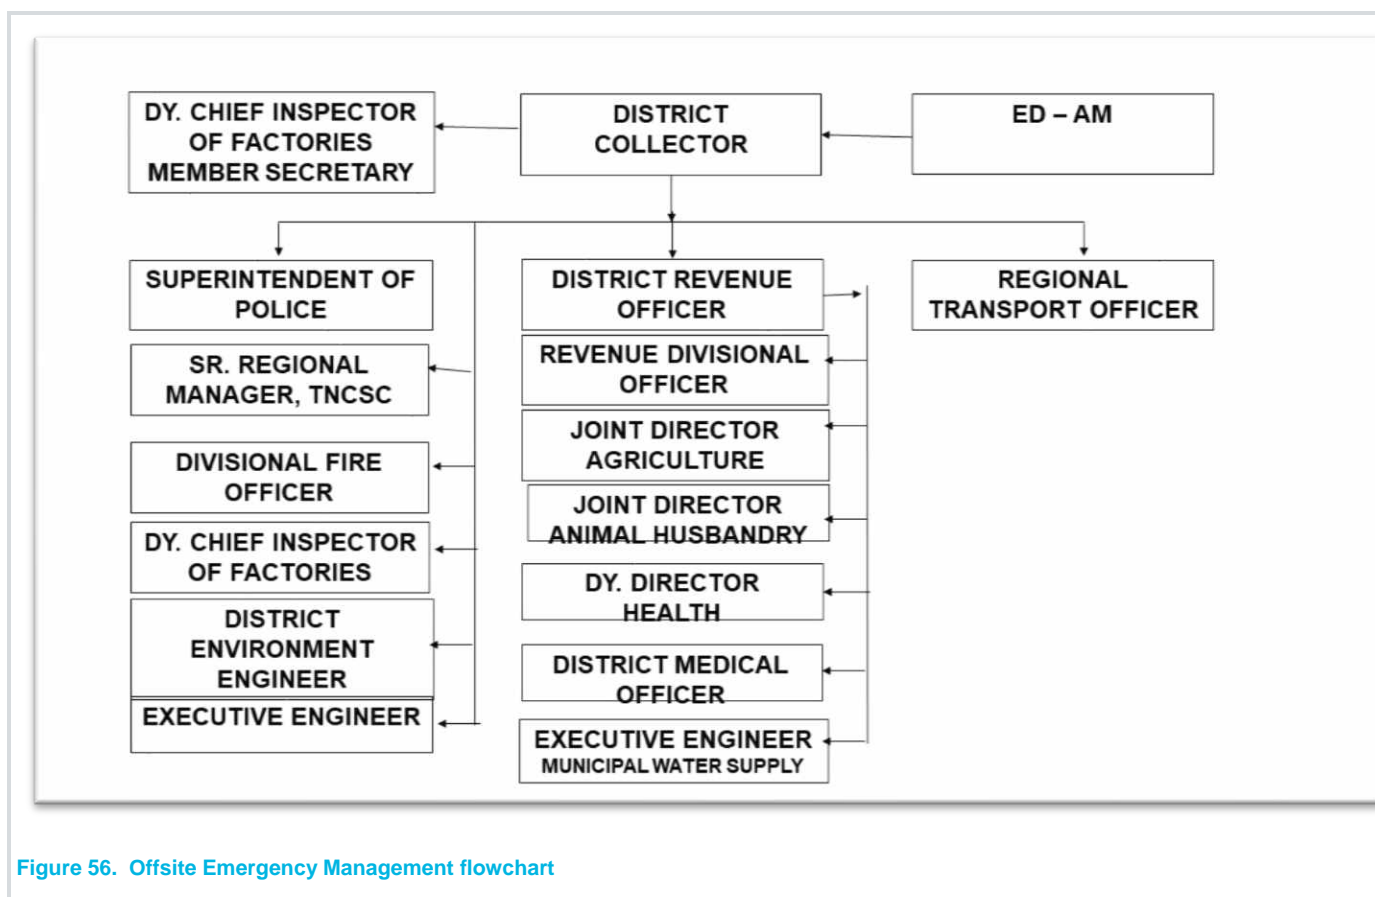 DY. CHIEF INSPECTOR
OF FACTORIES
MEMBER SECRETARY
DISTRICT
COLLECTOR
ED – AM
SUPERINTENDENT OF
POLICE
SR. REGIONAL
MANAGER, TNCSC
DIVISIONAL FIRE
OFFICER
DY. CHIEF INSPECTOR
OF FACTORIES
DISTRICT
ENVIRONMENT
ENGINEER
EXECUTIVE ENGINEER
DISTRICT REVENUE
OFFICER
REVENUE DIVISIONAL
OFFICER
JOINT DIRECTOR
AGRICULTURE
JOINT DIRECTOR
ANIMAL HUSBANDRY
DY. DIRECTOR
HEALTH
DISTRICT MEDICAL
OFFICER
EXECUTIVE ENGINEER
MUNICIPAL WATER SUPPLY
REGIONAL
TRANSPORT OFFICER
Figure 56. Offsite Emergency Management flowchart